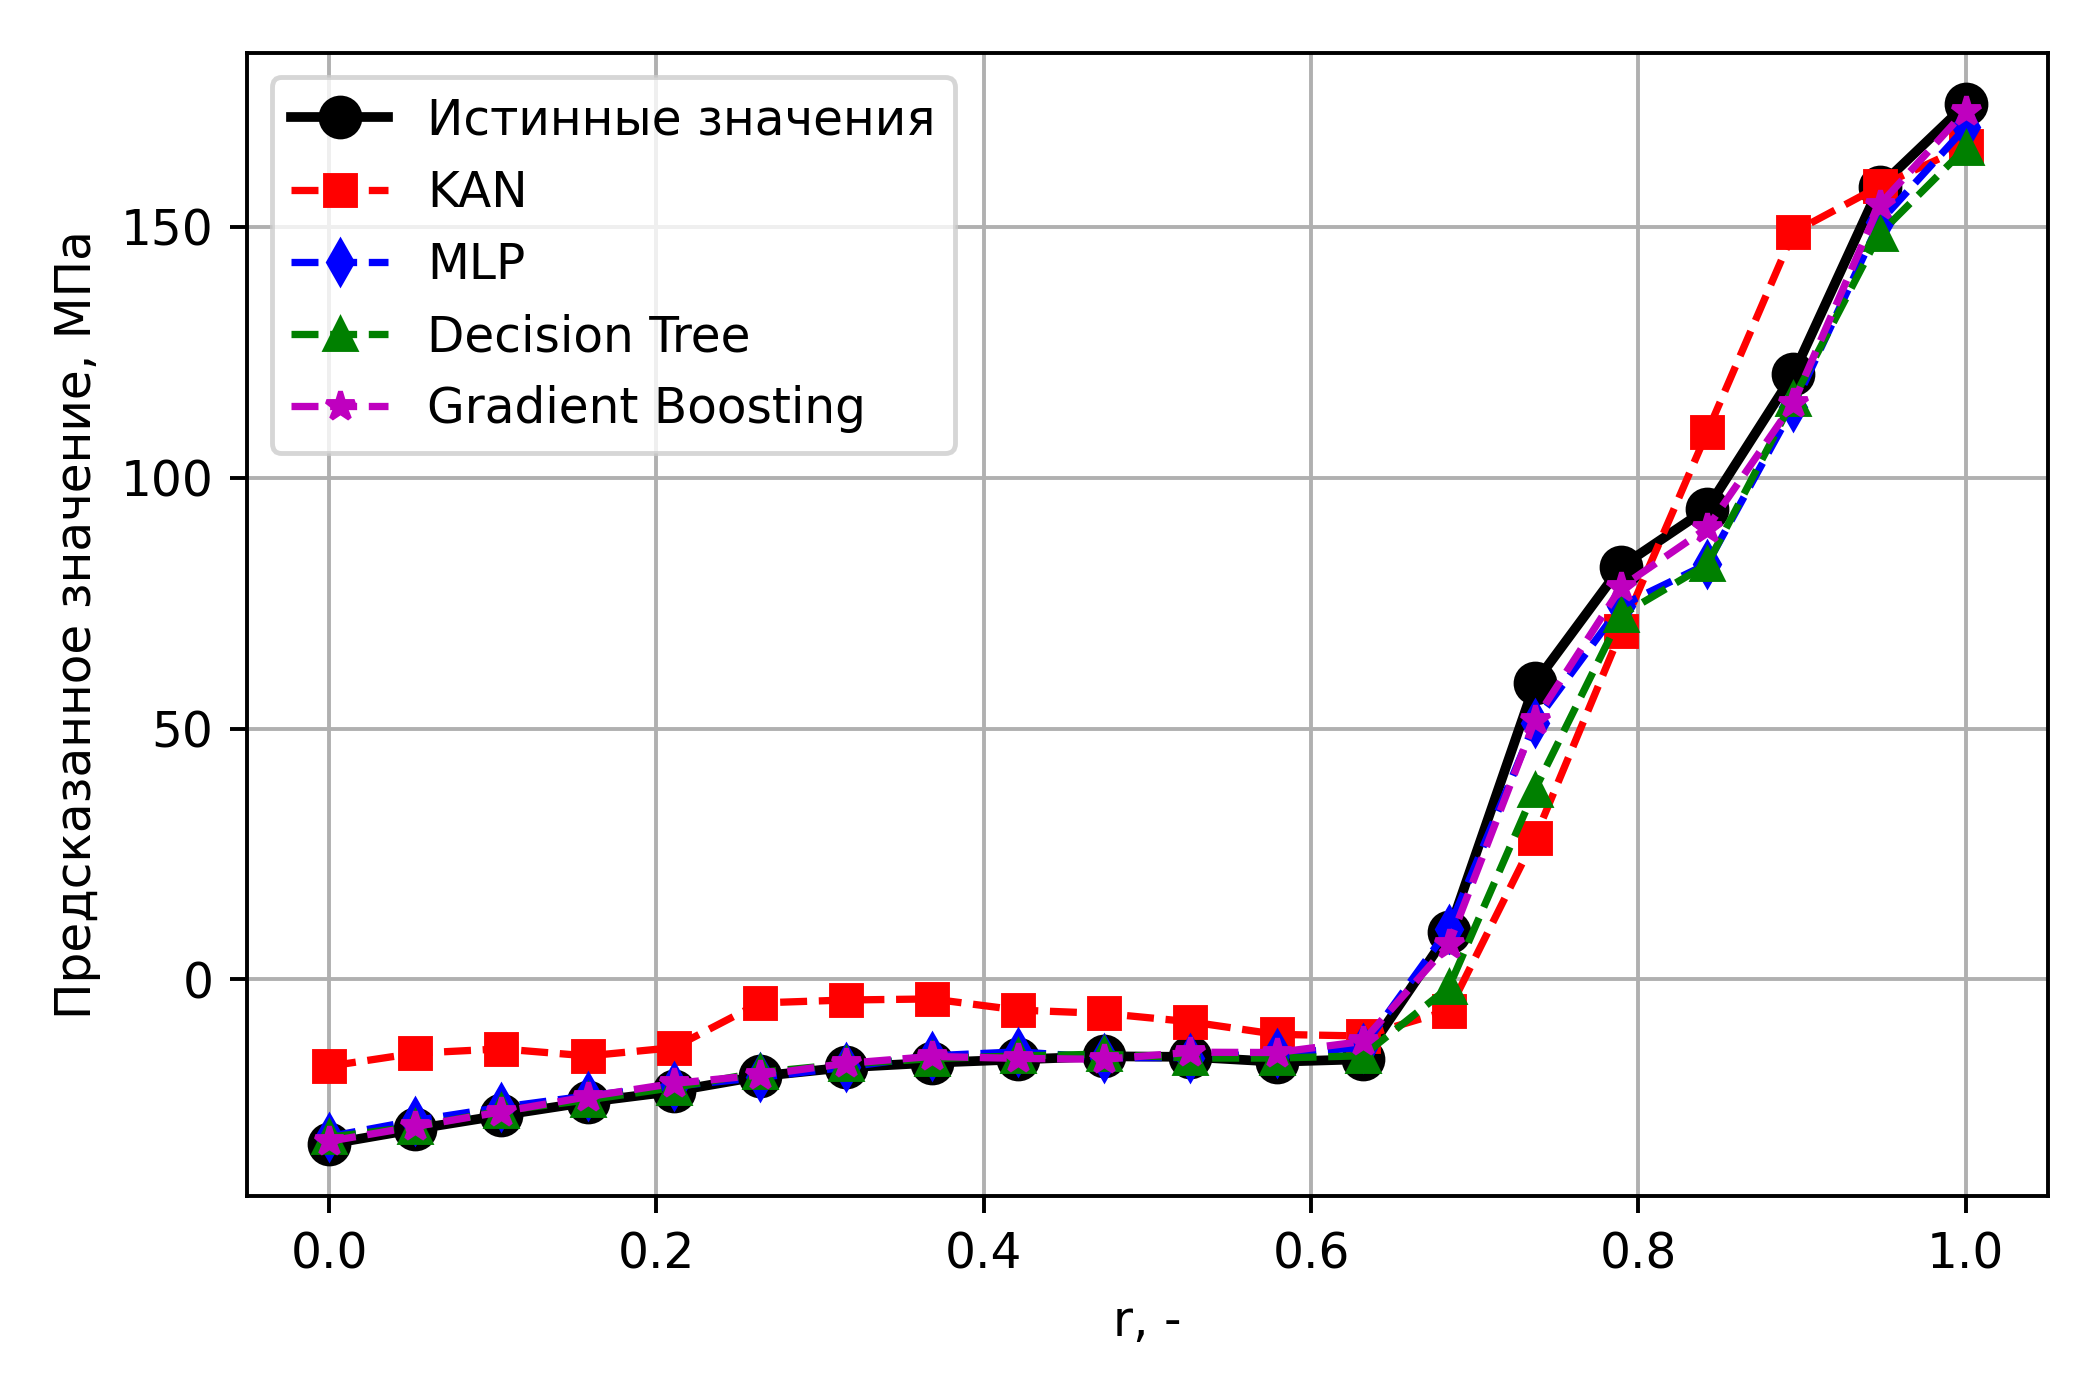 Истинные значения
KAN
MLP
Decision Tree
Gradient Boosting
Предсказанное значение, МПа
150
100
50
0
0.0 0.2 0.4 0.6 0.8 1.0
r, -